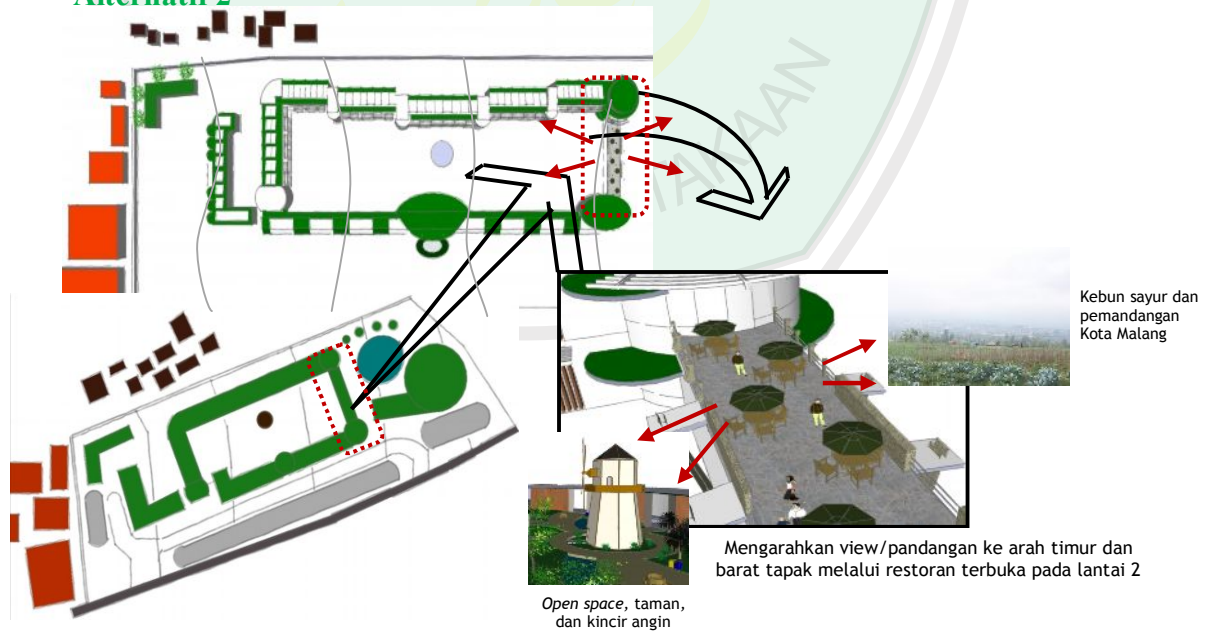 Alternatif 2
TAKAAN
Kebun sayur dan
pemandangan
Kota Malang
Mengarahkan view/pandangan ke arah timur dan
barat tapak melalui restoran terbuka pada lantai 2
Open space, taman,
dan kincir angin